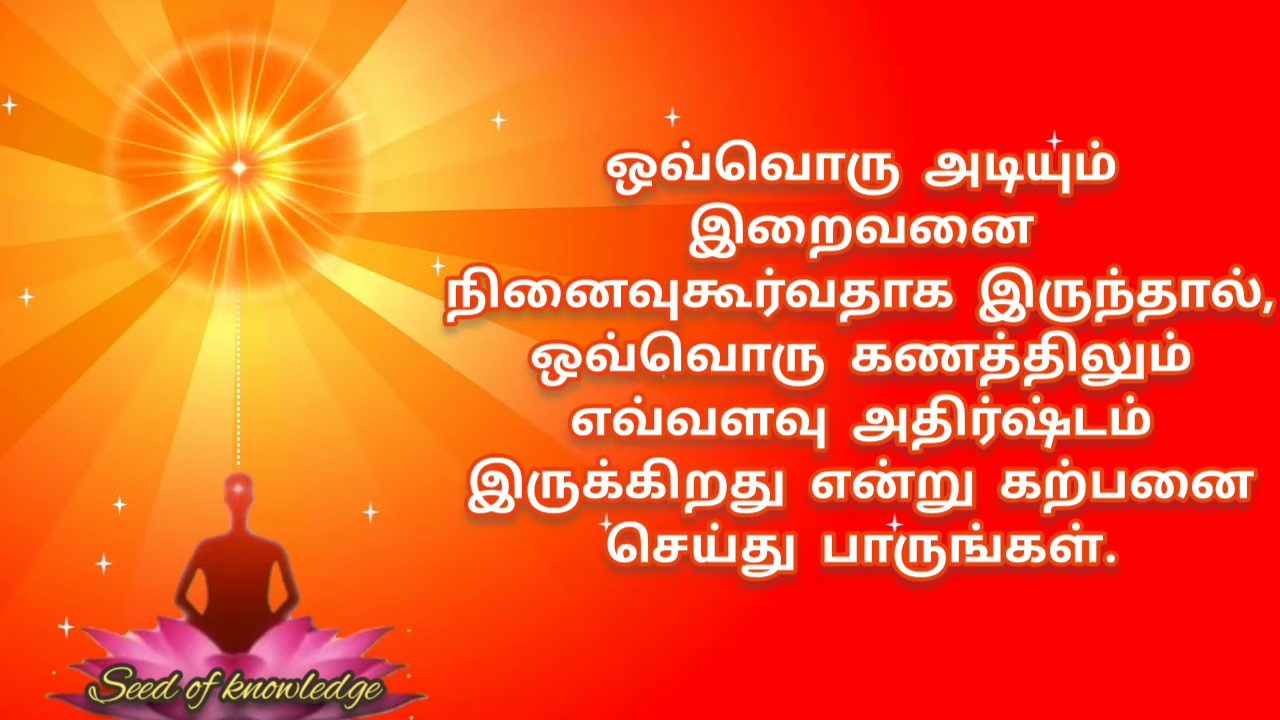 ஒவ்வொரு அடியும்
இறைவனை
நினைவுகூர்வதாக இருந்தால்,
ஒவ்வொரு கணத்திலும்
எவ்வளவு அதிர்ஷ்டம்
இருக்கிறது என்று கற்பனை
செய்து பாருங்கள்.
Seed of knowledge